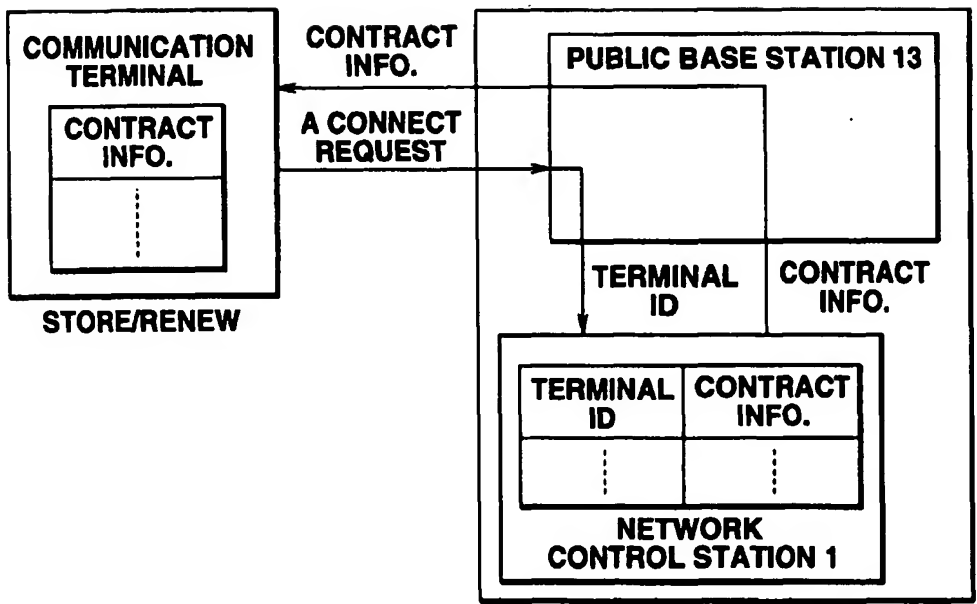 COMMUNICATION
TERMINAL
CONTRACT
INFO.
STORE/RENEW
CONTRACT
INFO.
A CONNECT
REQUEST
PUBLIC BASE STATION 13
TERMINAL
ID
CONTRACT
INFO.
TERMINAL
ID
CONTRACT
INFO.
NETWORK
CONTROL STATION 1